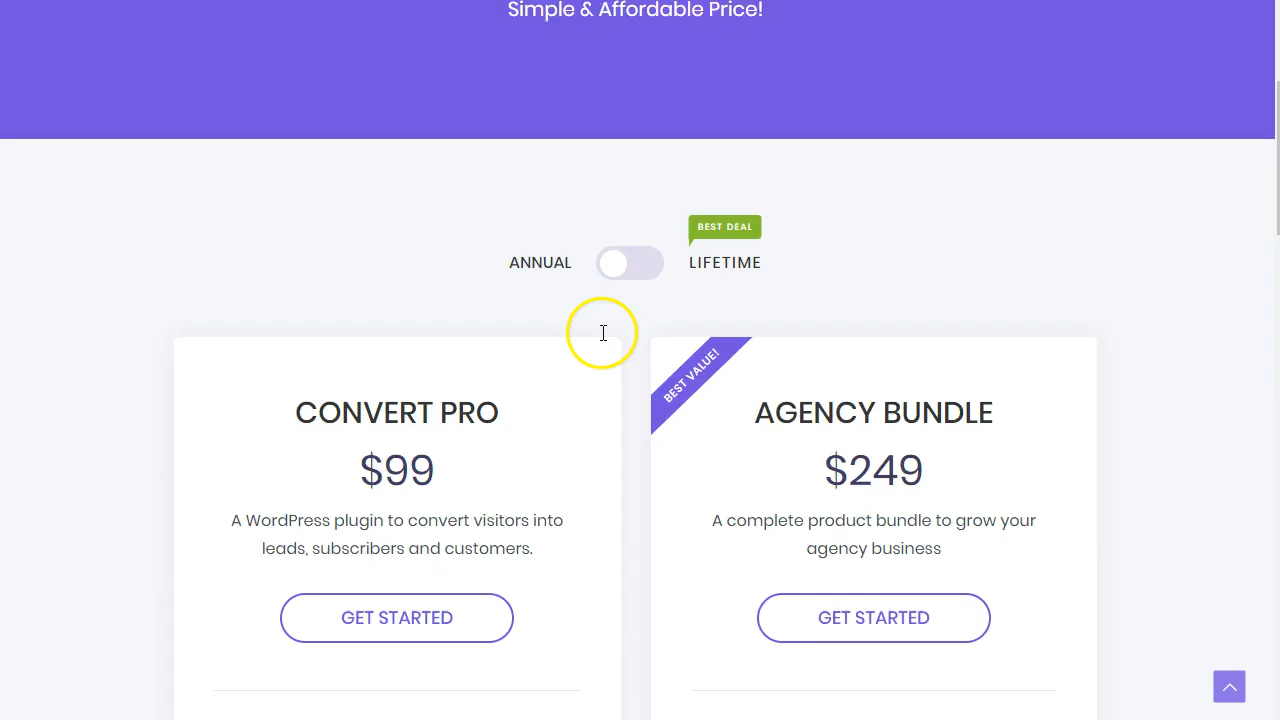 Simple & Affordable Price!
BEST DEAL
ANNUAL
LIFETIME
BEST VALUE!
CONVERT PRO
$99
A WordPress plugin to convert visitors into
leads, subscribers and customers.
GET STARTED
AGENCY BUNDLE
$249
A complete product bundle to grow your
agency business
GET STARTED